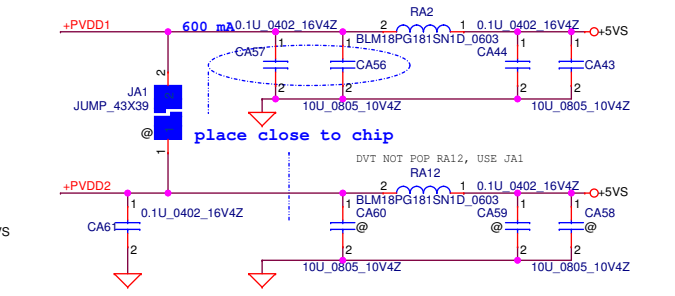 +PVDD1
600 mA
0.1U_0402_16V4Z
2
RA2
1
0.1U_0402_16V4Z
+5VS
BLM18PG181SN1D_0603
CA57
1
1
CA44
1
1
CA56
CA43
2
2
2
2
2
JA1
JUMP_43X39
10U_0805_10V4Z
10U_0805_10V4Z
@
place close to chip
1
DVT NOT POP RA12, USE JA1
+PVDD2
2
RA12
1
0.1U_0402_16V4Z
+5VS
BLM18PG181SN1D_0603
1
0.1U_0402_16V4Z
1
CA60
CA59
1
1
CA58
CA61
@
@
@
VS
2
2
2
2
10U_0805_10V4Z
10U_0805_10V4Z